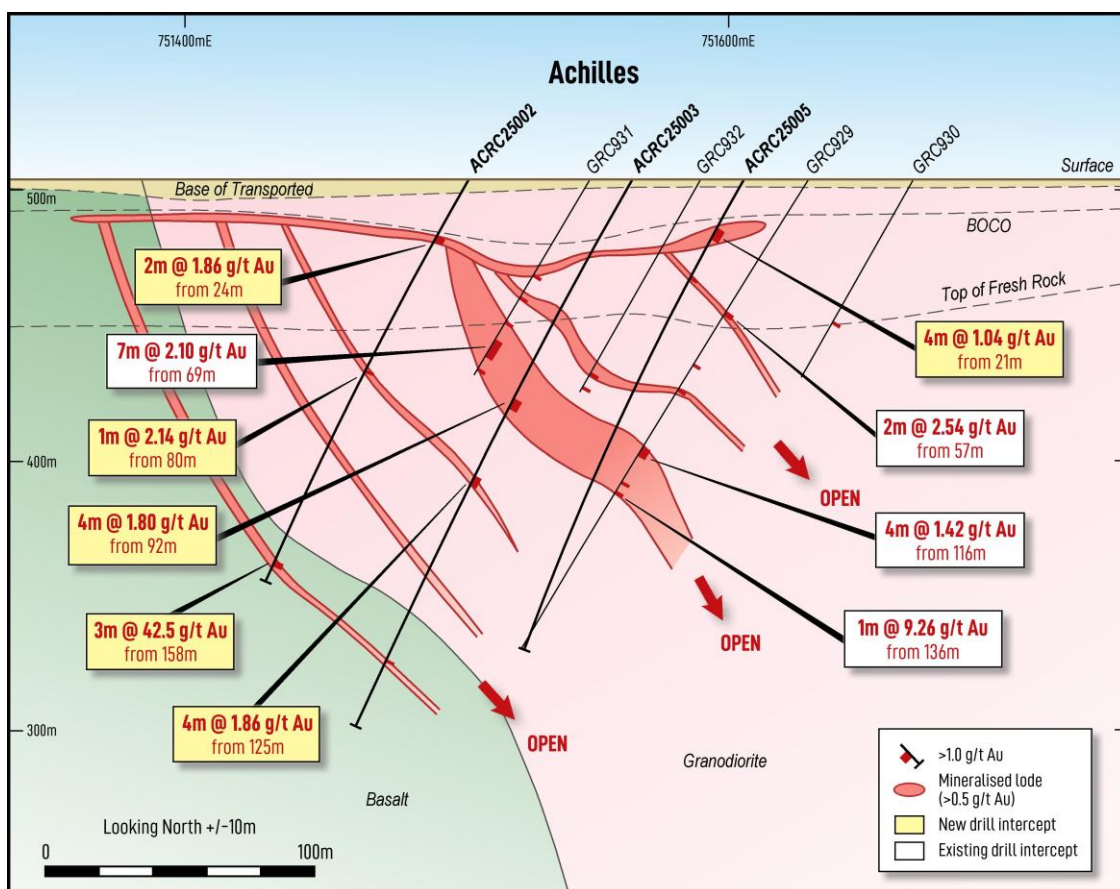 751400mE
751600mE
Achilles
ACRC25002
GRC931
ACRC25003
GRC932
ACRC25005
GRC929
GRC930
Surface
Base of Transported
500m
BOCO
Top of Fresh Rock
2m @ 1.86 g/t Au
from 24m
7m @ 2.10 g/t Au
from 69m
1m @ 2.14 g/t Au
from 80m
400m
4m @ 1.80 g/t Au
from 92m
3m @ 42.5 g/t Au
from 158m
4m @ 1.86 g/t Au
from 125m
4m @ 1.04 g/t Au
from 21m
2m @ 2.54 g/t Au
from 57m
OPEN
4m @ 1.42 g/t Au
from 116m
1m @ 9.26 g/t Au
from 136m
OPEN
OPEN
300m
Granodiorite
Basalt
Looking North +/-10m
0
100m
>1.0 g/t Au
Mineralised lode
(>0.5 g/t Au)
New drill intercept
Existing drill intercept